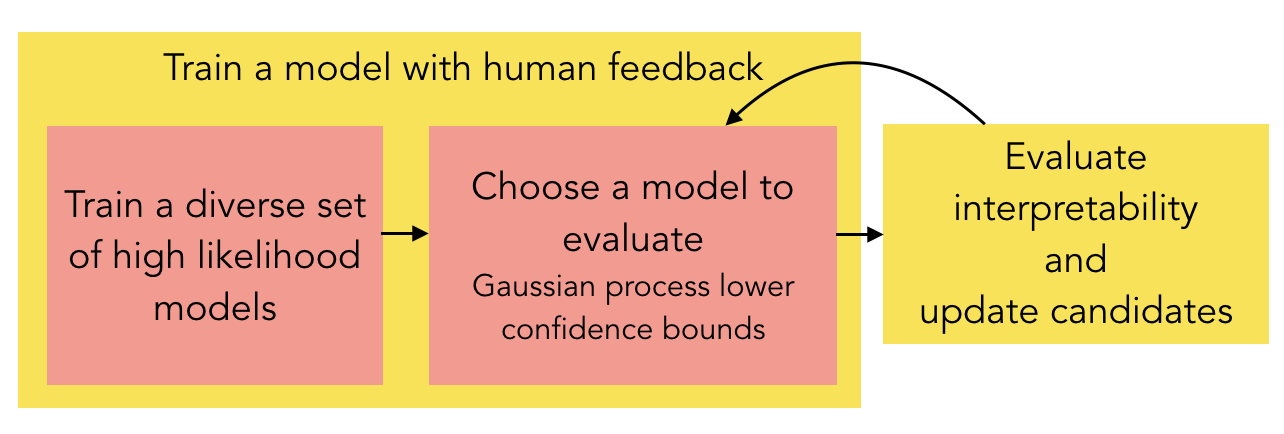 Train a model with human feedback
Train a diverse set
of high likelihood
models
Choose a model to
evaluate
Gaussian process lower
confidence bounds
Evaluate
interpretability
and
update candidates